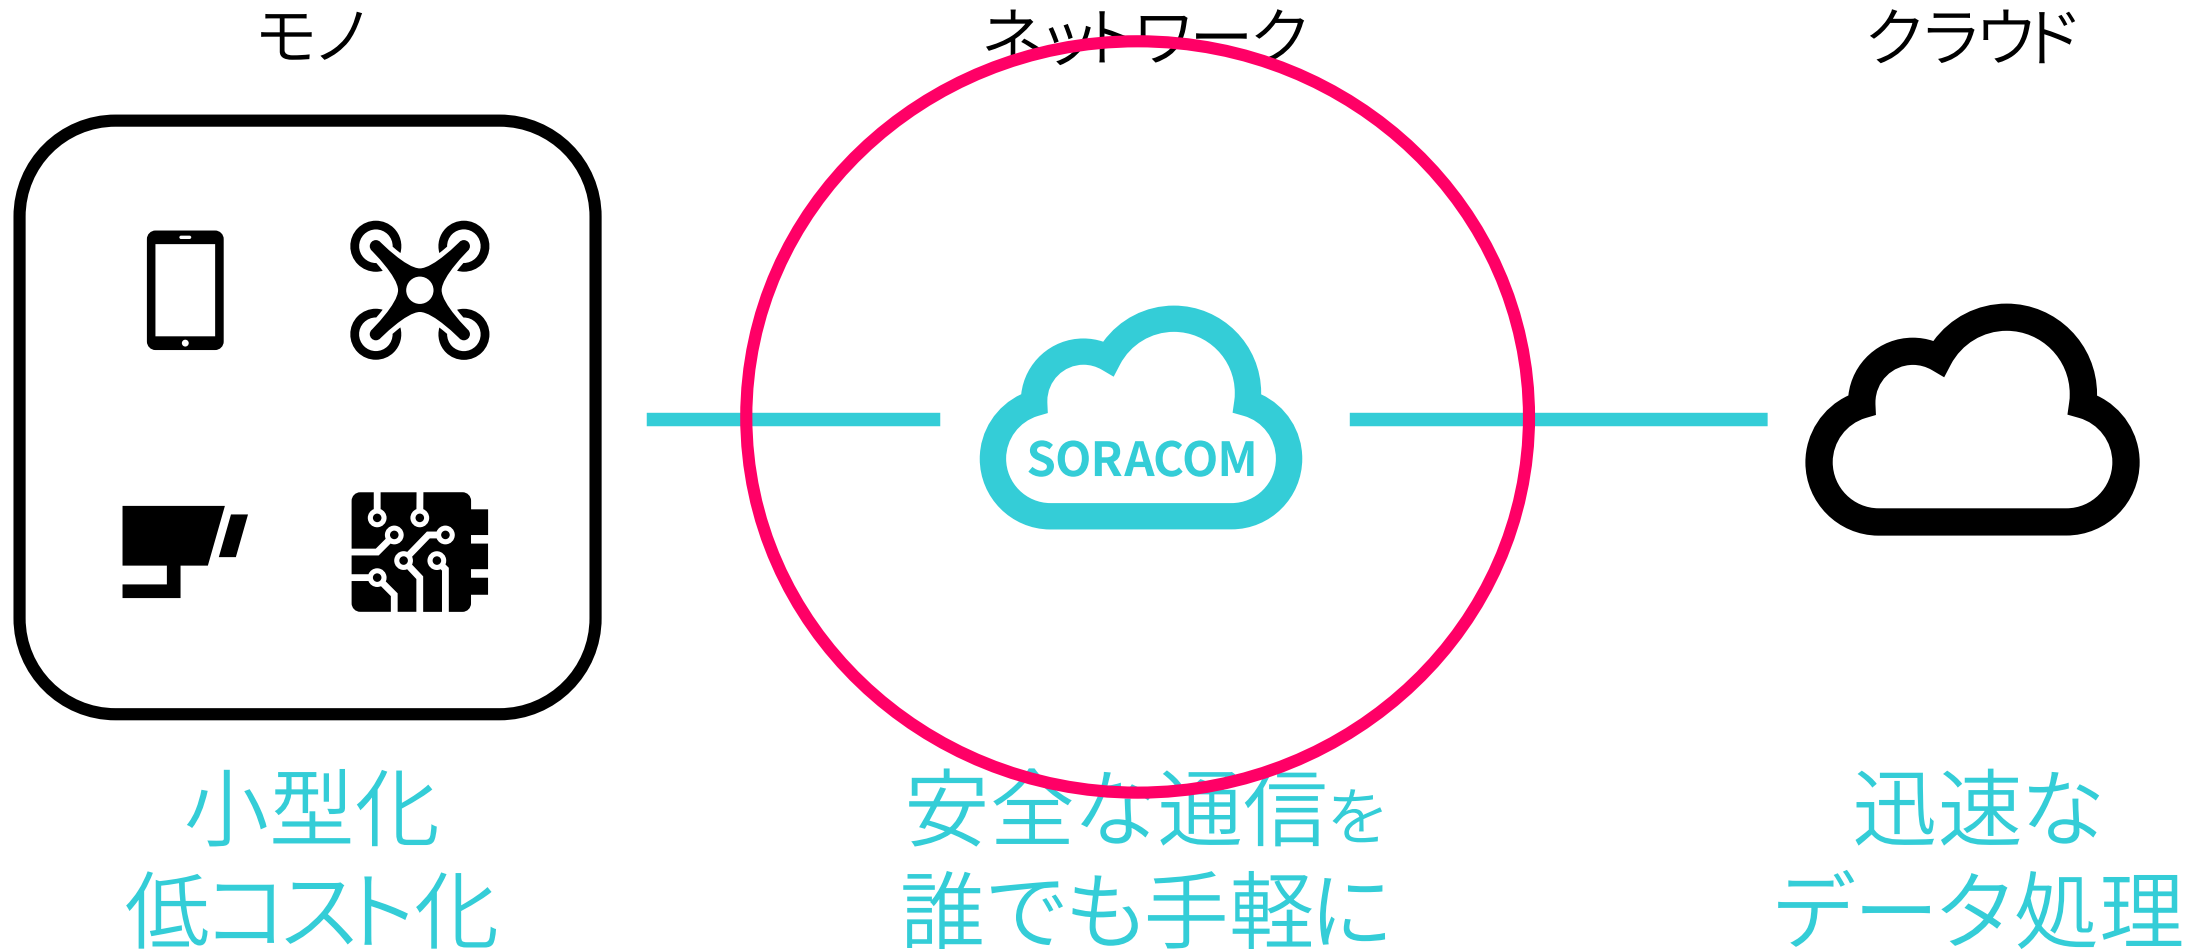 モノ
ネットワーク
クラウド
SORACOM
小型化
低コスト化
安全な通信を
誰でも手軽に
迅速な
データ処理